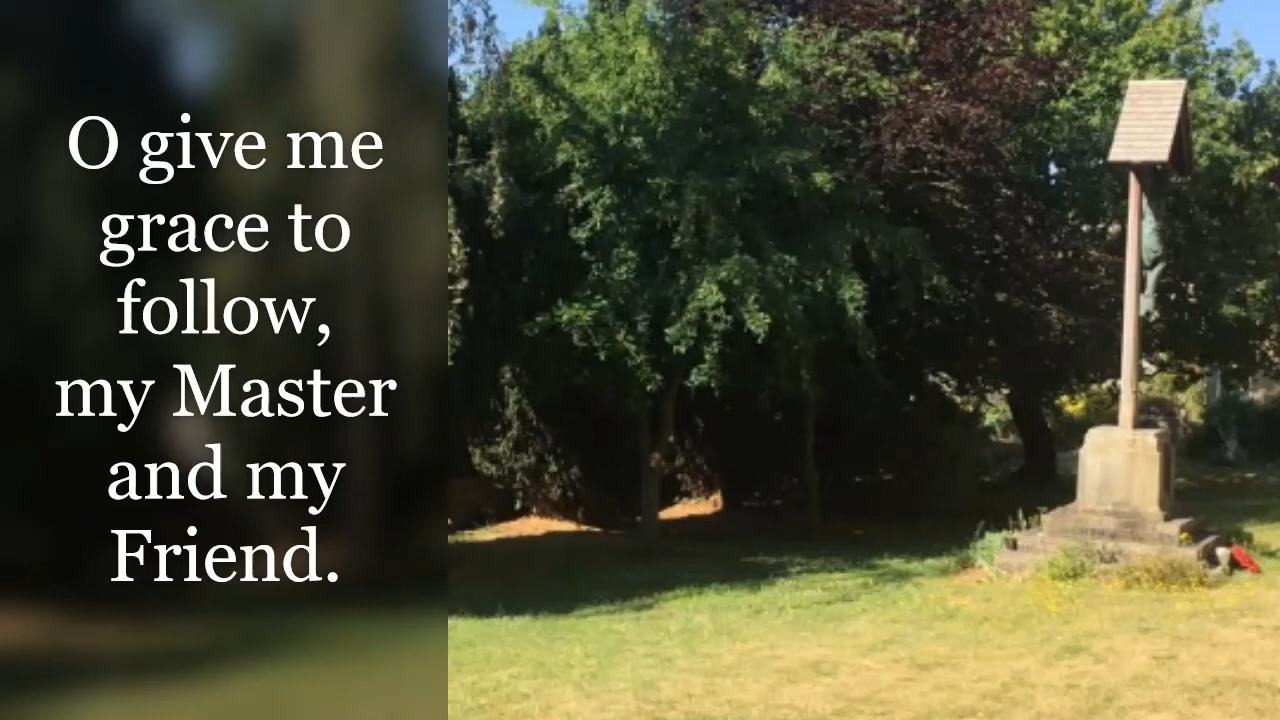 O give me
grace to
follow,
my Master
and my
Friend.